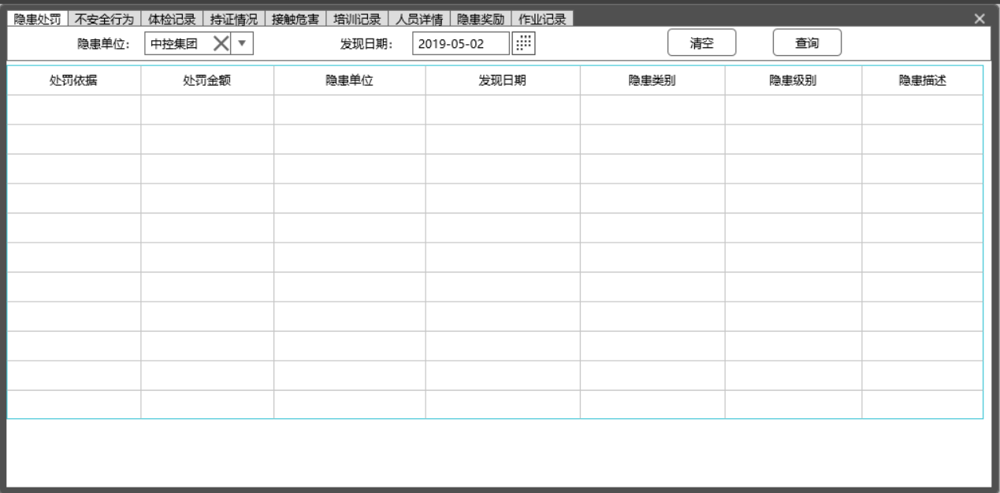 隐患处罚 不安全行为 体检记录 持证情况 接触危害 培训记录 人员详情 隐患奖励 作业记录
隐患单位: 中控集团 发现日期: 2019-05-02 清空 查询
处罚依据 处罚金额 隐患单位 发现日期 隐患类别 隐患级别 隐患描述